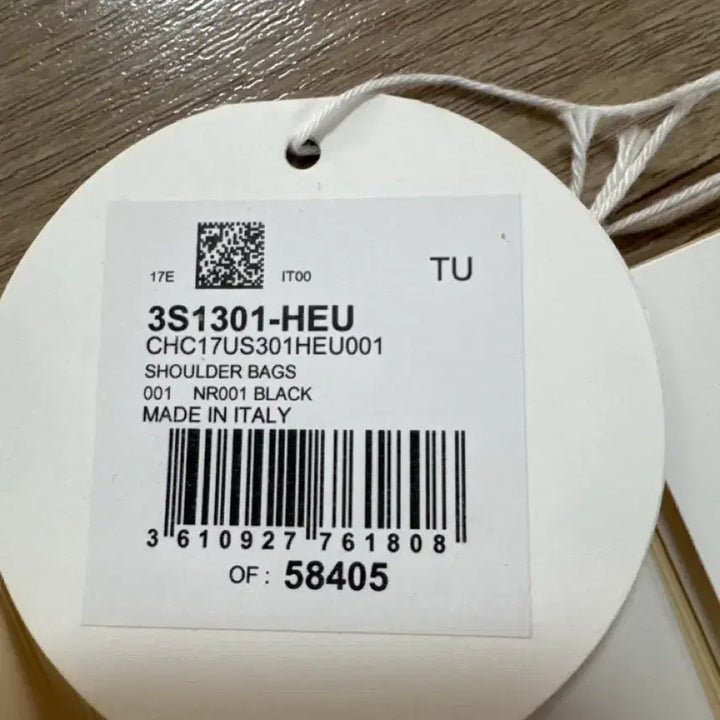 17E IT00 TU
3S1301-HEU
CHC17US301HEU001
SHOULDER BAGS
001 NR001 BLACK
MADE IN ITALY
3 610927 761808
OF: 58405